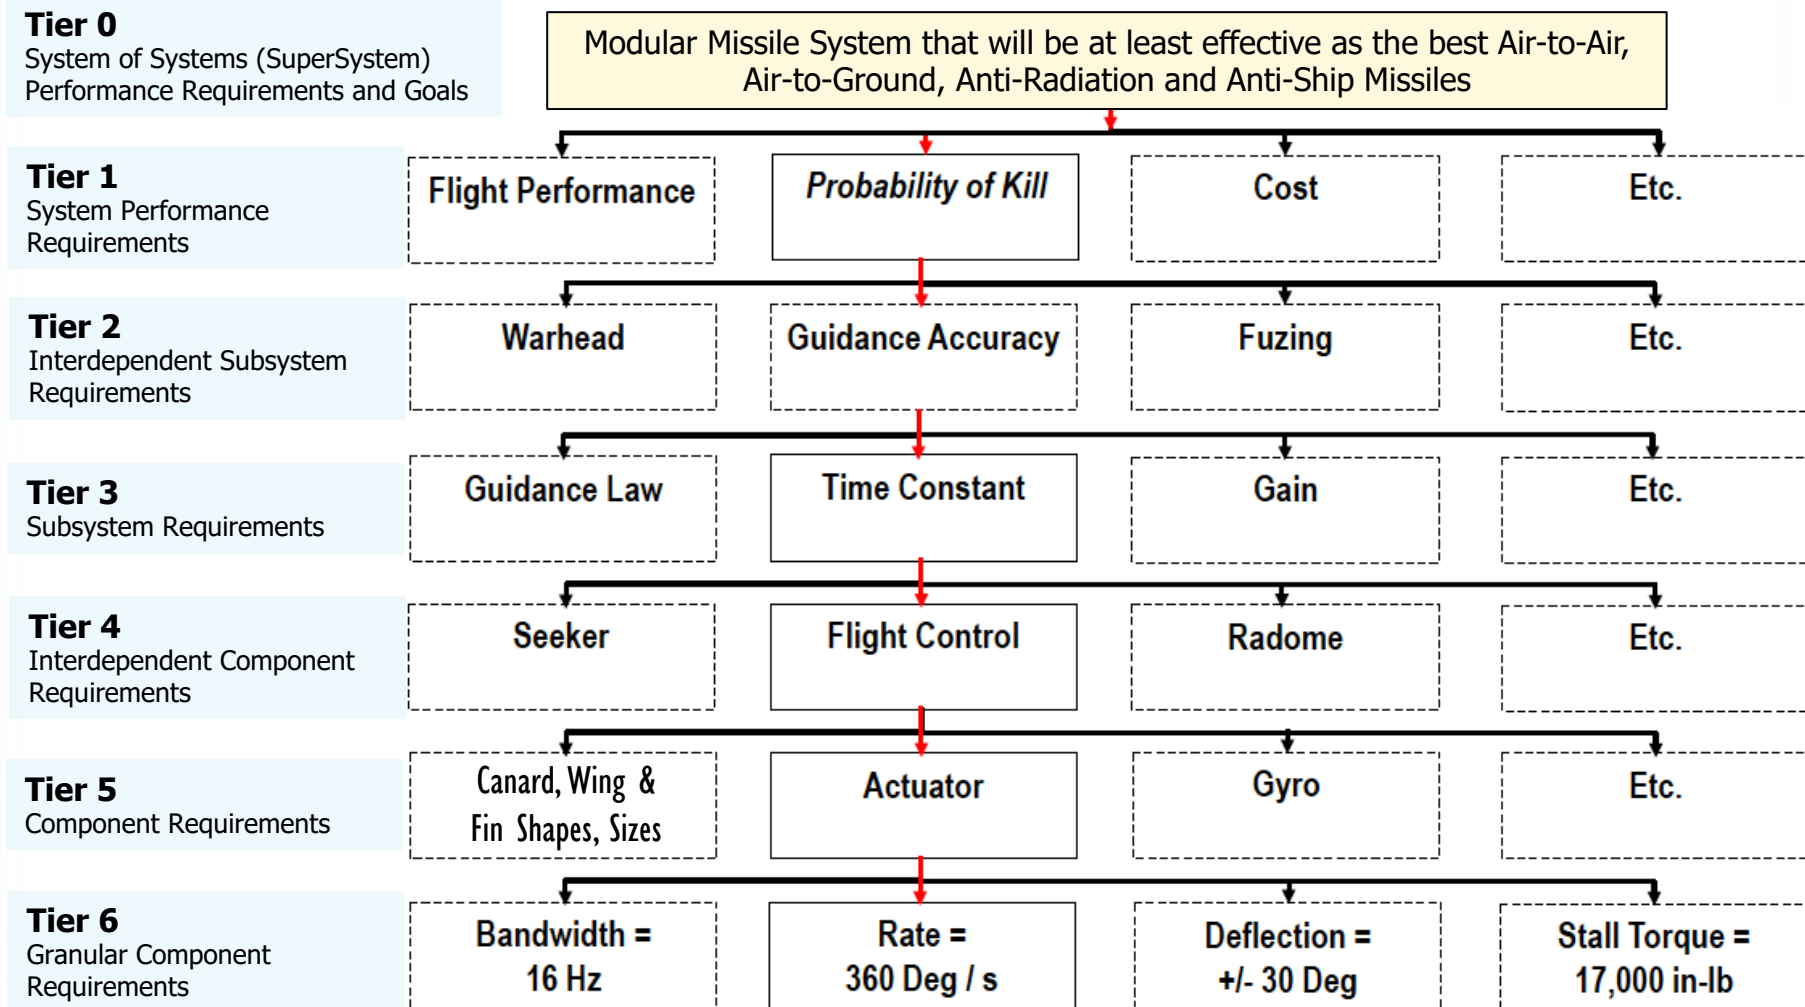 Tier 0
System of Systems (SuperSystem)
Performance Requirements and Goals
Modular Missile System that will be at least effective as the best Air-to-Air,
Air-to-Ground, Anti-Radiation and Anti-Ship Missiles
Tier 1
System Performance
Requirements
Flight Performance
Probability of Kill
Cost
Etc.
Tier 2
Interdependent Subsystem
Requirements
Warhead
Guidance Accuracy
Fuzing
Etc.
Tier 3
Subsystem Requirements
Guidance Law
Time Constant
Gain
Etc.
Tier 4
Interdependent Component
Requirements
Seeker
Flight Control
Radome
Etc.
Tier 5
Component Requirements
Canard, Wing &
Fin Shapes, Sizes
Actuator
Gyro
Etc.
Tier 6
Granular Component
Requirements
Bandwidth =
16 Hz
Rate =
360 Deg / s
Deflection =
+/- 30 Deg
Stall Torque =
17,000 in-lb